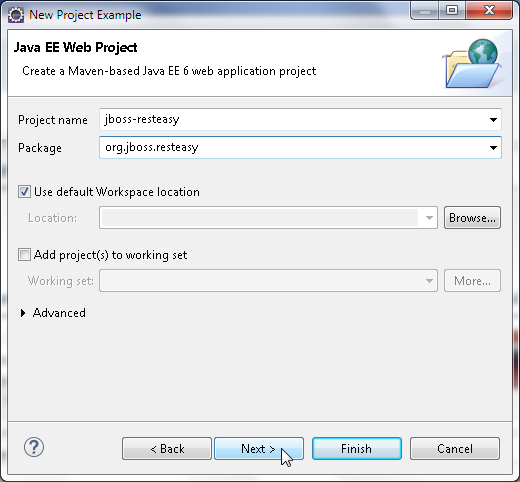 New Project Example
Java EE Web Project
Create a Maven-based Java EE 6 web application project
Project name jboss-resteasy
Package org.jboss.resteasy
Use default Workspace location
Location: Browse...
Add project(s) to working set
Working set: More...
Advanced
? < Back Next > Finish Cancel